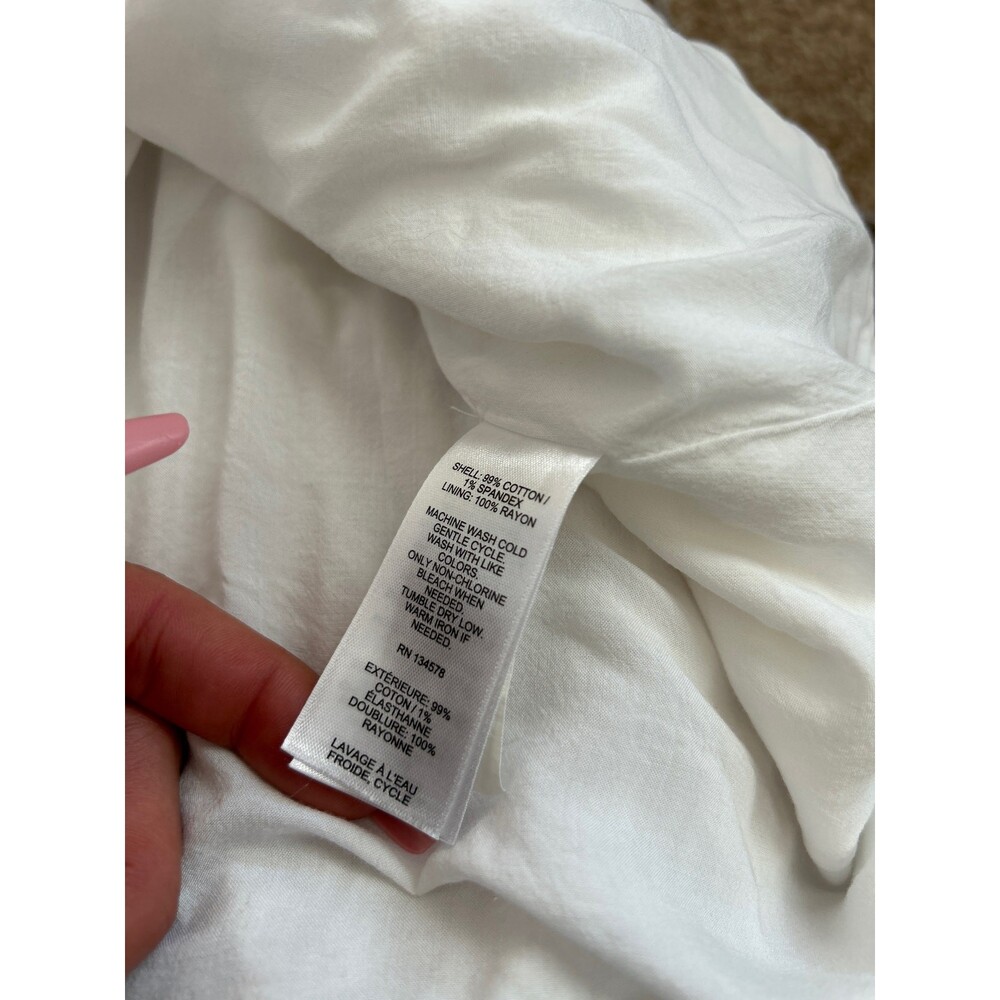 SHELL: 99% COTTON /
1% SPANDEX
LINING: 100% RAYON
MACHINE WASH COLD
GENTLE CYCLE.
WASH WITH LIKE
COLORS.
ONLY NON-CHLORINE
BLEACH WHEN
NEEDED.
TUMBLE DRY LOW.
WARM IRON IF
NEEDED.
RN 134578
EXTÉRIEURE: 99%
COTON / 1%
ÉLASTHANNE
DOUBLURE: 100%
RAYONNE
LAVAGE À L'EAU
FROIDE, CYCLE